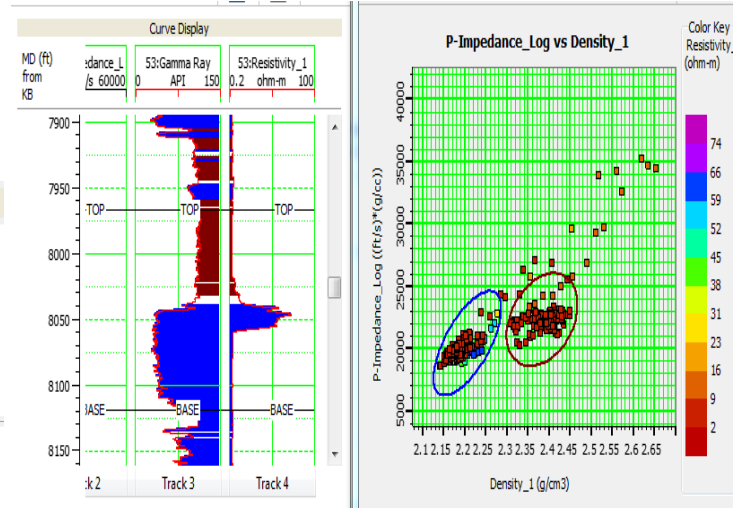 Curve Display
MD (ft)
from
KB
edance_L
/s 60000
53:Gamma Ray
0 API 150
53:Resistivity_1
0.2 ohm-m 100
7900
7950
TOP TOP TOP
8000
8050
8100
BASE BASE BASE
8150
k 2 Track 3 Track 4
P-Impedance_Log vs Density_1
Color Key
Resistivity_
(ohm-m)
74
66
59
52
45
38
31
23
16
9
2
P-Impedance_Log ((ft/s)*(g/cc))
40000
35000
30000
25000
20000
5000
2.1 2.15 2.2 2.25 2.3 2.35 2.4 2.45 2.5 2.55 2.6 2.65
Density_1 (g/cm3)